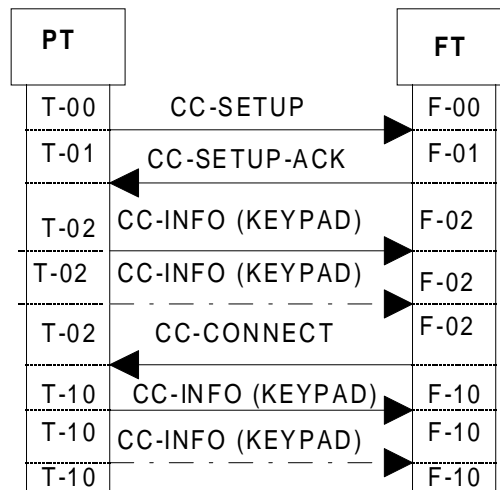 PT
FT
T-00 CC-SETUP F-00
T-01 CC-SETUP-ACK F-01
T-02 CC-INFO (KEYPAD) F-02
T-02 CC-INFO (KEYPAD) F-02
T-02 CC-CONNECT F-02
T-10 CC-INFO (KEYPAD) F-10
T-10 CC-INFO (KEYPAD) F-10
T-10 F-10